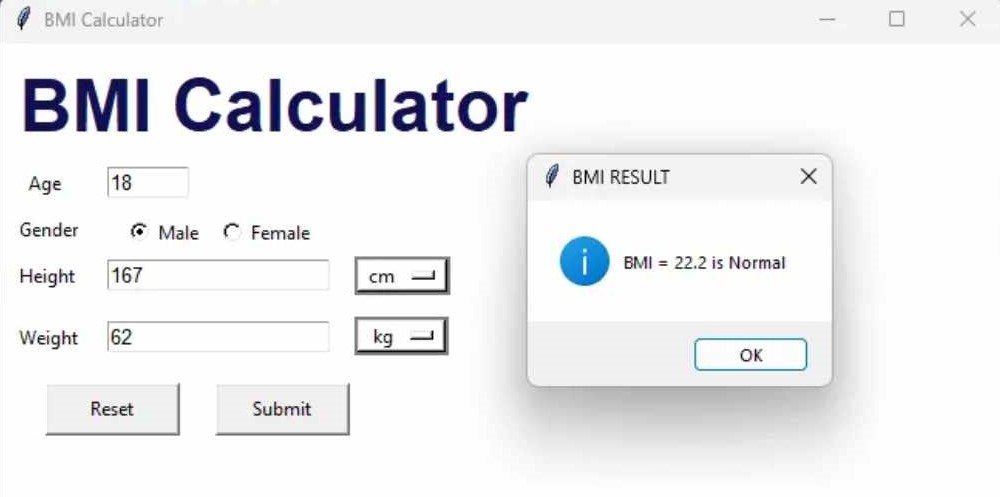 BMI Calculator
BMI Calculator
Age 18
Gender Male Female
Height 167 cm
Weight 62 kg
Reset Submit
BMI RESULT
BMI = 22.2 is Normal
OK